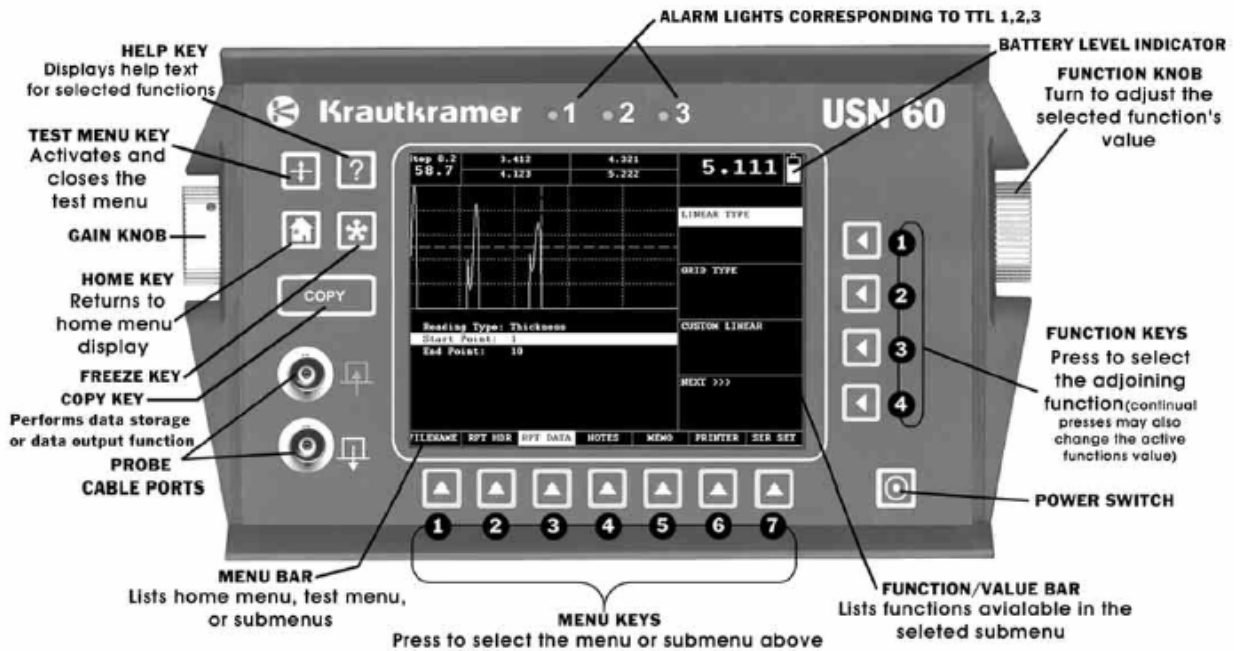 ALARM LIGHTS CORRESPONDING TO TTL 1,2,3
BATTERY LEVEL INDICATOR
HELP KEY
Displays help text
for selected functions
FUNCTION KNOB
Turn to adjust the
selected function's
value
TEST MENU KEY
Activates and
closes the
test menu
GAIN KNOB
HOME KEY
Returns to
home menu
display
FREEZE KEY
COPY KEY
Performs data storage
or data output function
PROBE
CABLE PORTS
Krautkramer
1 2 3
USN 60
?
COPY
Step 0.2
58.7
3.412
4.321
4.123
5.222
5.111
LINEAR TYPE
GRID TYPE
CUSTOM LINEAR
NEXT >>>
Reading Type: Thickness
Start Point: 1
End Point: 10
FILENAME RPT HDR RPT DATA NOTES MEMO PRINTER SER SET
1
2
3
4
FUNCTION KEYS
Press to select
the adjoining
function(continual
presses may also
change the active
functions value)
POWER SWITCH
1 2 3 4 5 6 7
MENU BAR
Lists home menu, test menu,
or submenus
MENU KEYS
Press to select the menu or submenu above
FUNCTION/VALUE BAR
Lists functions avialable in the
seleted submenu